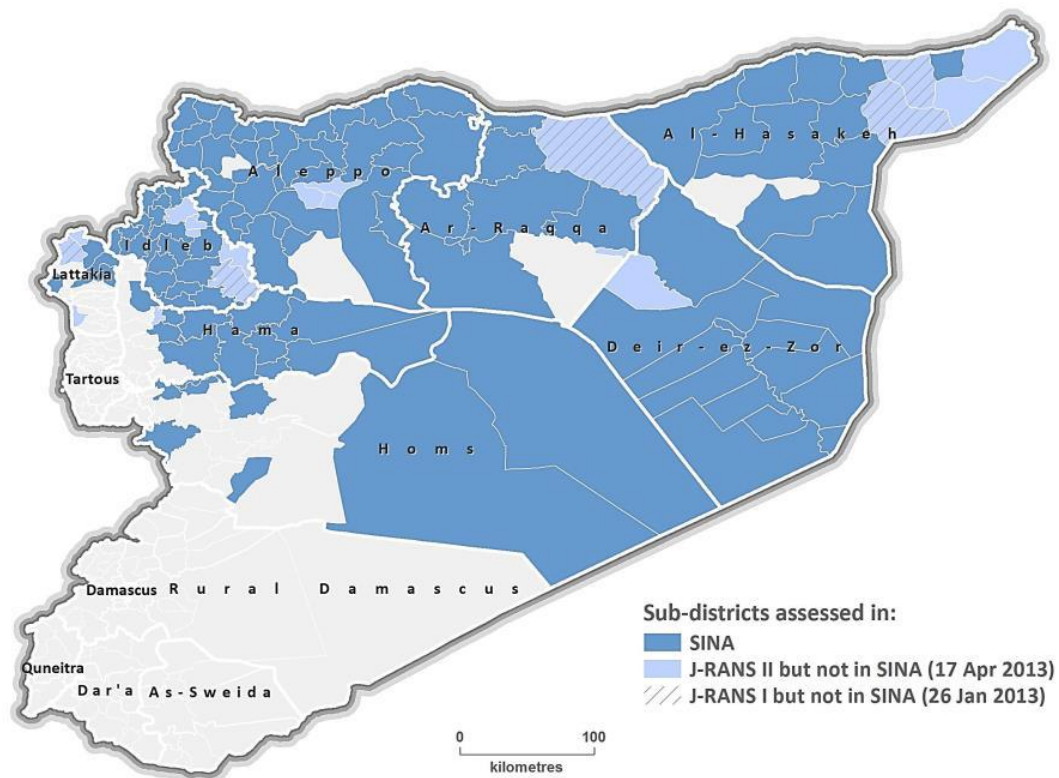 Al-Hasakeh
Aleppo
Ar-Raqqa
Idleb
Lattakia
Hama
Deir-ez-Zor
Tartous
Homs
Damascus
Rural Damascus
Quneitra
Dar'a
As-Sweida
Sub-districts assessed in:
SINA
J-RANS II but not in SINA (17 Apr 2013)
J-RANS I but not in SINA (26 Jan 2013)
0 100
kilometres